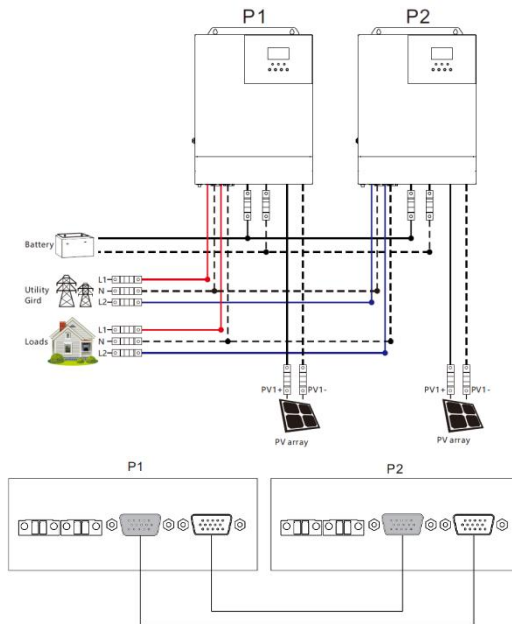 P1 P2
Battery
L1
Utility N
Gird L2
L1
Loads N
L2
PV1+ PV1- PV1+ PV1-
PV array PV array
P1 P2